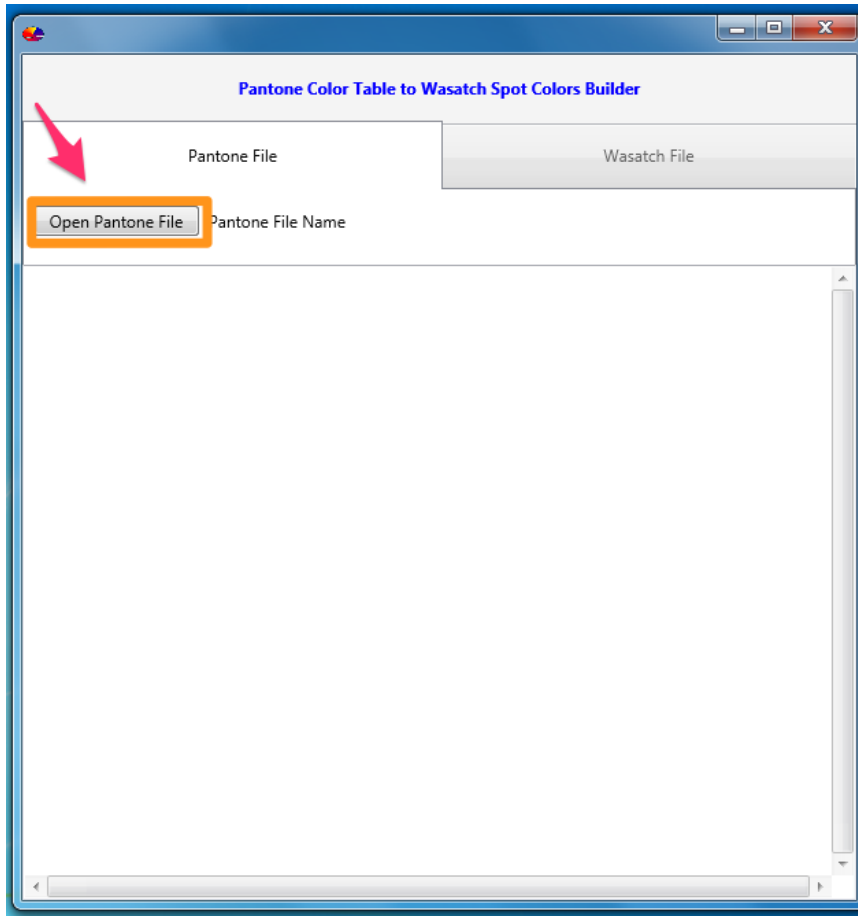 Pantone Color Table to Wasatch Spot Colors Builder
Pantone File
Wasatch File
Open Pantone File
Pantone File Name